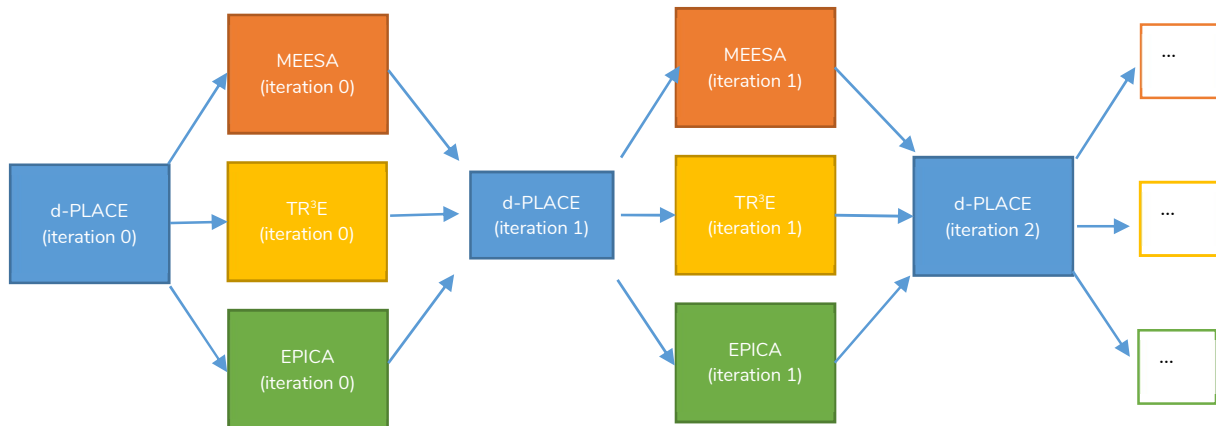 MEESA
(iteration 0)
MEESA
(iteration 1)
...
d-PLACE
(iteration 0)
TR³E
(iteration 0)
d-PLACE
(iteration 1)
TR³E
(iteration 1)
d-PLACE
(iteration 2)
...
EPICA
(iteration 0)
EPICA
(iteration 1)
...